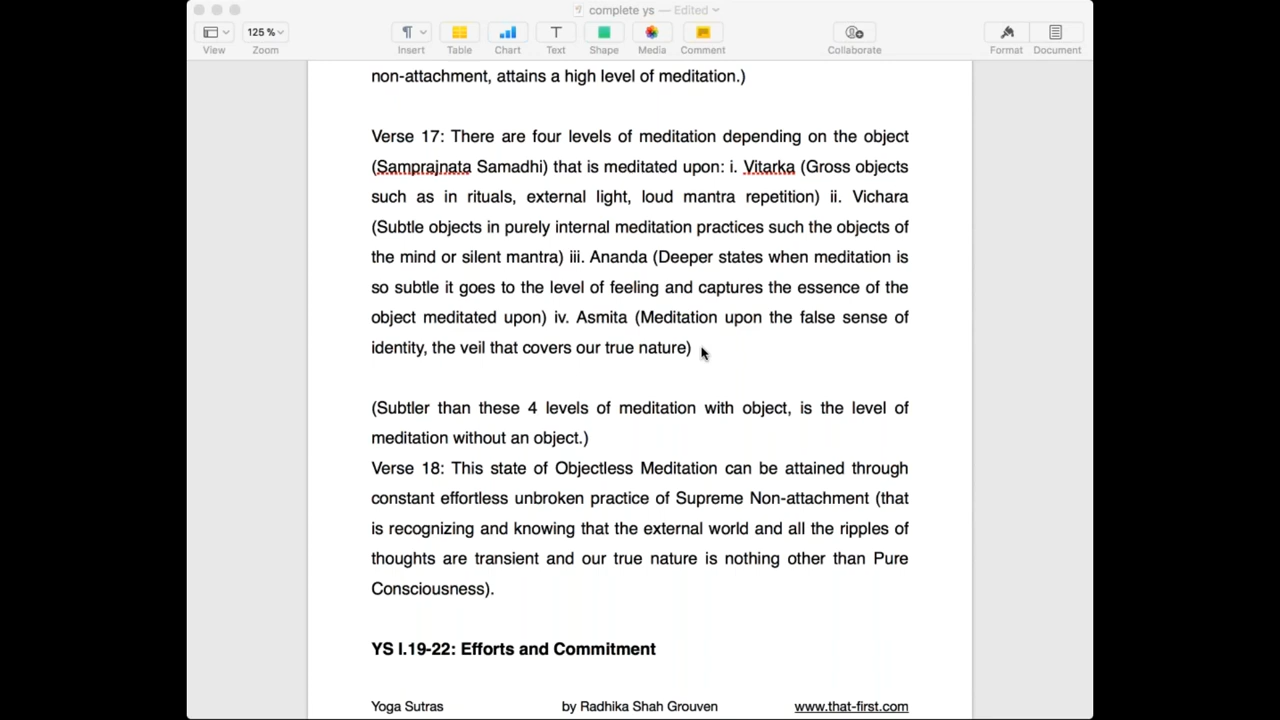 complete ys — Edited
125 %
View
Zoom
Insert
Table
Chart
Text
Shape
Media
Comment
Collaborate
Format
Document
non-attachment, attains a high level of meditation.)
Verse 17: There are four levels of meditation depending on the object
(Samprajnata Samadhi) that is meditated upon: i. Vitarka (Gross objects
such as in rituals, external light, loud mantra repetition) ii. Vichara
(Subtle objects in purely internal meditation practices such the objects of
the mind or silent mantra) iii. Ananda (Deeper states when meditation is
so subtle it goes to the level of feeling and captures the essence of the
object meditated upon) iv. Asmita (Meditation upon the false sense of
identity, the veil that covers our true nature)
(Subtler than these 4 levels of meditation with object, is the level of
meditation without an object.)
Verse 18: This state of Objectless Meditation can be attained through
constant effortless unbroken practice of Supreme Non-attachment (that
is recognizing and knowing that the external world and all the ripples of
thoughts are transient and our true nature is nothing other than Pure
Consciousness).
YS I.19-22: Efforts and Commitment
Yoga Sutras by Radhika Shah Grouven www.that-first.com